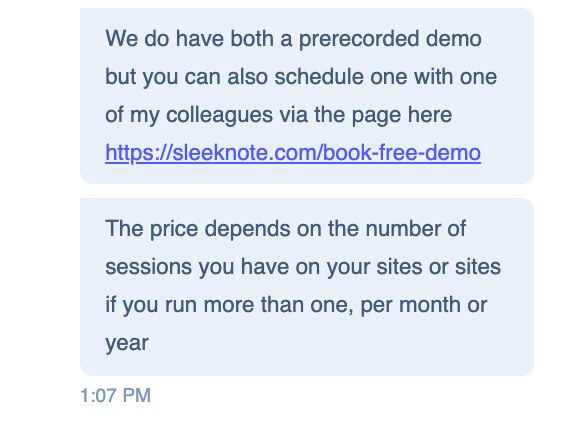 We do have both a prerecorded demo
but you can also schedule one with one
of my colleagues via the page here
https://sleeknote.com/book-free-demo
The price depends on the number of
sessions you have on your sites or sites
if you run more than one, per month or
year
1:07 PM